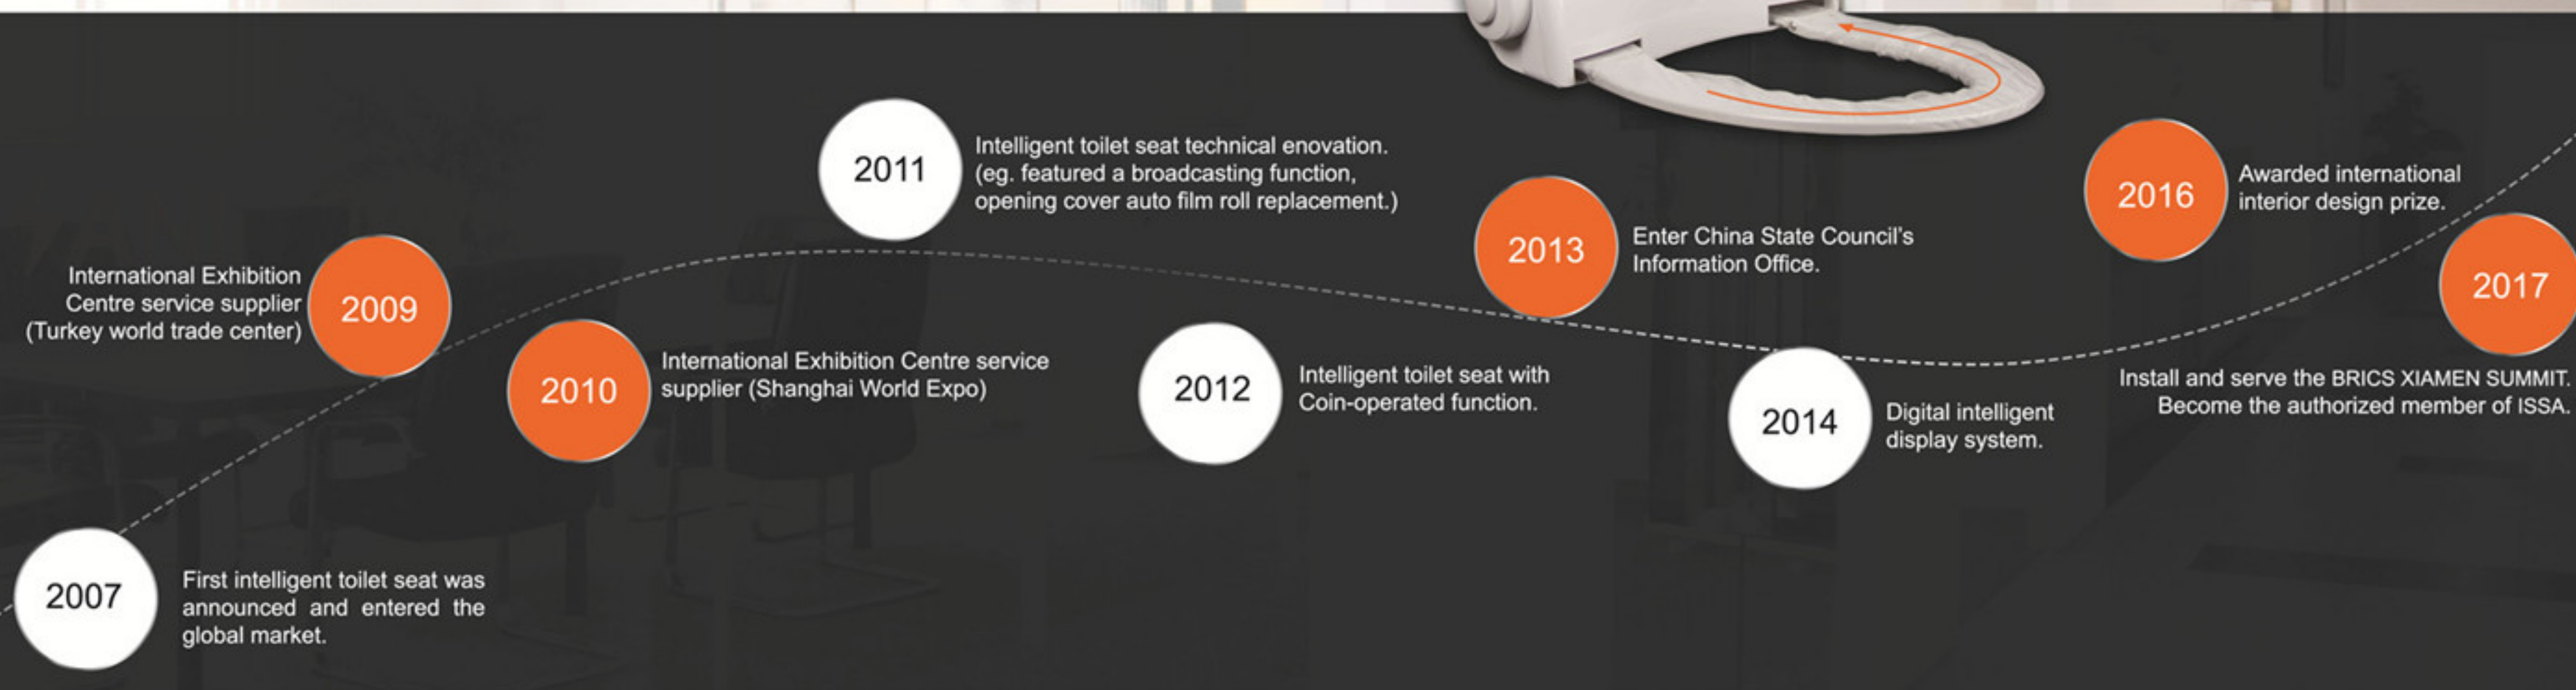 2007
First intelligent toilet seat was
announced and entered the
global market.
International Exhibition
Centre service supplier
(Turkey world trade center)
2009
2010
International Exhibition Centre service
supplier (Shanghai World Expo)
2011
Intelligent toilet seat technical enovation.
(eg. featured a broadcasting function,
opening cover auto film roll replacement.)
2012
Intelligent toilet seat with
Coin-operated function.
2013
Enter China State Council's
Information Office.
2014
Digital intelligent
display system.
2016
Awarded international
interior design prize.
2017
Install and serve the BRICS XIAMEN SUMMIT.
Become the authorized member of ISSA.